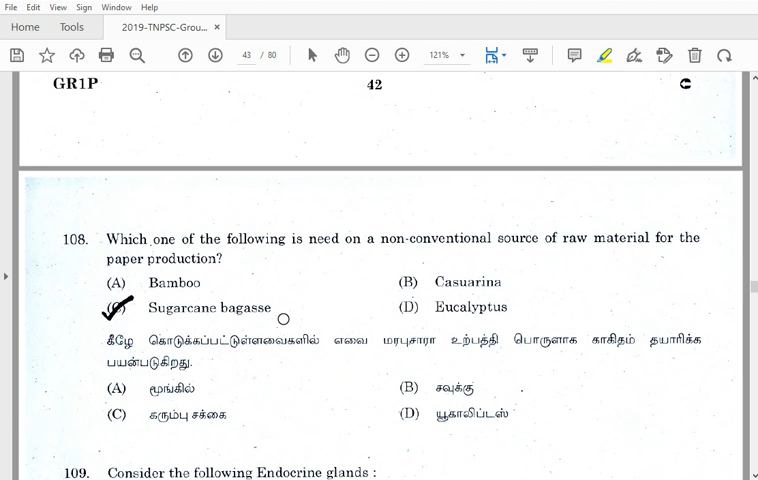 File Edit View Sign Window Help
Home Tools 2019-TNPSC-Grou... ×
43 / 80 121%
GR1P 42
108. Which one of the following is need on a non-conventional source of raw material for the
paper production?
(A) Bamboo (B) Casuarina
(C) Sugarcane bagasse (D) Eucalyptus
கீழே கொடுக்கப்பட்டுள்ளவைகளில் எவை மரபுசாரா உற்பத்தி பொருளாக காகிதம் தயாரிக்க
பயன்படுகிறது.
(A) மூங்கில் (B) சவுக்கு
(C) கரும்பு சக்கை (D) யூகாலிப்டஸ்
109. Consider the following Endocrine glands :